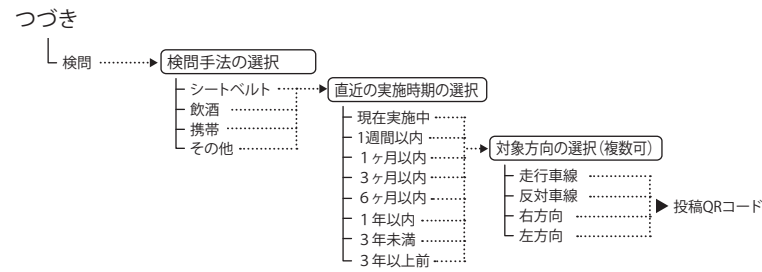 つづき
検問
検問手法の選択
シートベルト
飲酒
携帯
その他
直近の実施時期の選択
現在実施中
1週間以内
1ヶ月以内
3ヶ月以内
6ヶ月以内
1年以内
3年未満
3年以上前
対象方向の選択(複数可)
走行車線
反対車線
右方向
左方向
投稿QRコード